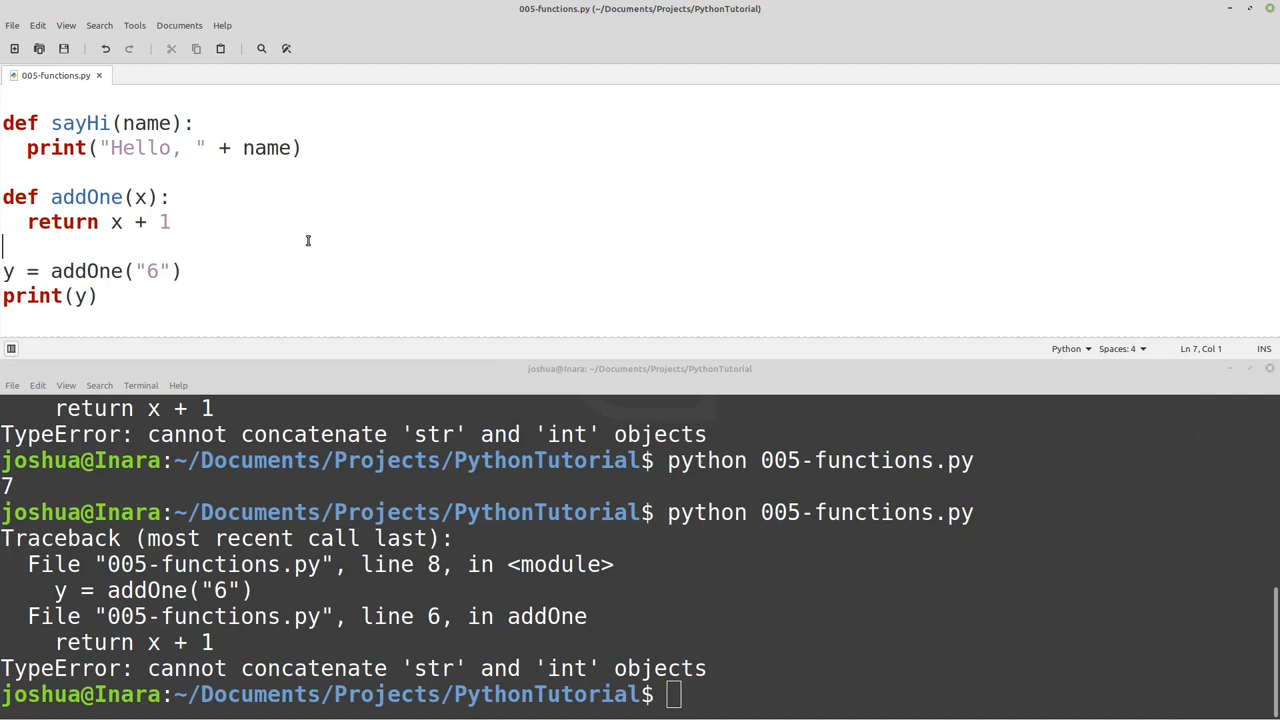 005-functions.py (~/Documents/Projects/PythonTutorial)
File Edit View Search Tools Documents Help
005-functions.py ×
def sayHi(name):
  print("Hello, " + name)
def addOne(x):
  return x + 1
y = addOne("6")
print(y)
Python Spaces: 4 Ln 7, Col 1 INS
joshua@Inara: ~/Documents/Projects/PythonTutorial
File Edit View Search Terminal Help
    return x + 1
TypeError: cannot concatenate 'str' and 'int' objects
joshua@Inara:~/Documents/Projects/PythonTutorial$ python 005-functions.py
7
joshua@Inara:~/Documents/Projects/PythonTutorial$ python 005-functions.py
Traceback (most recent call last):
  File "005-functions.py", line 8, in <module>
    y = addOne("6")
  File "005-functions.py", line 6, in addOne
    return x + 1
TypeError: cannot concatenate 'str' and 'int' objects
joshua@Inara:~/Documents/Projects/PythonTutorial$